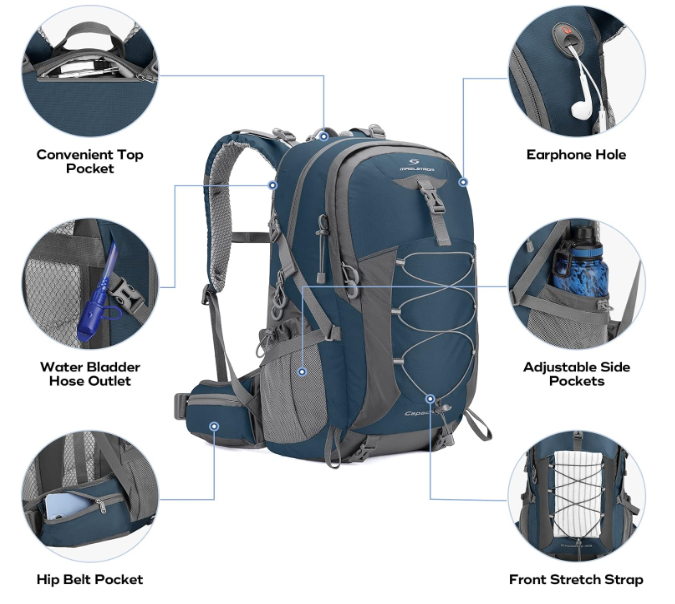 Convenient Top
Pocket
Earphone Hole
Water Bladder
Hose Outlet
Adjustable Side
Pockets
Hip Belt Pocket
Front Stretch Strap